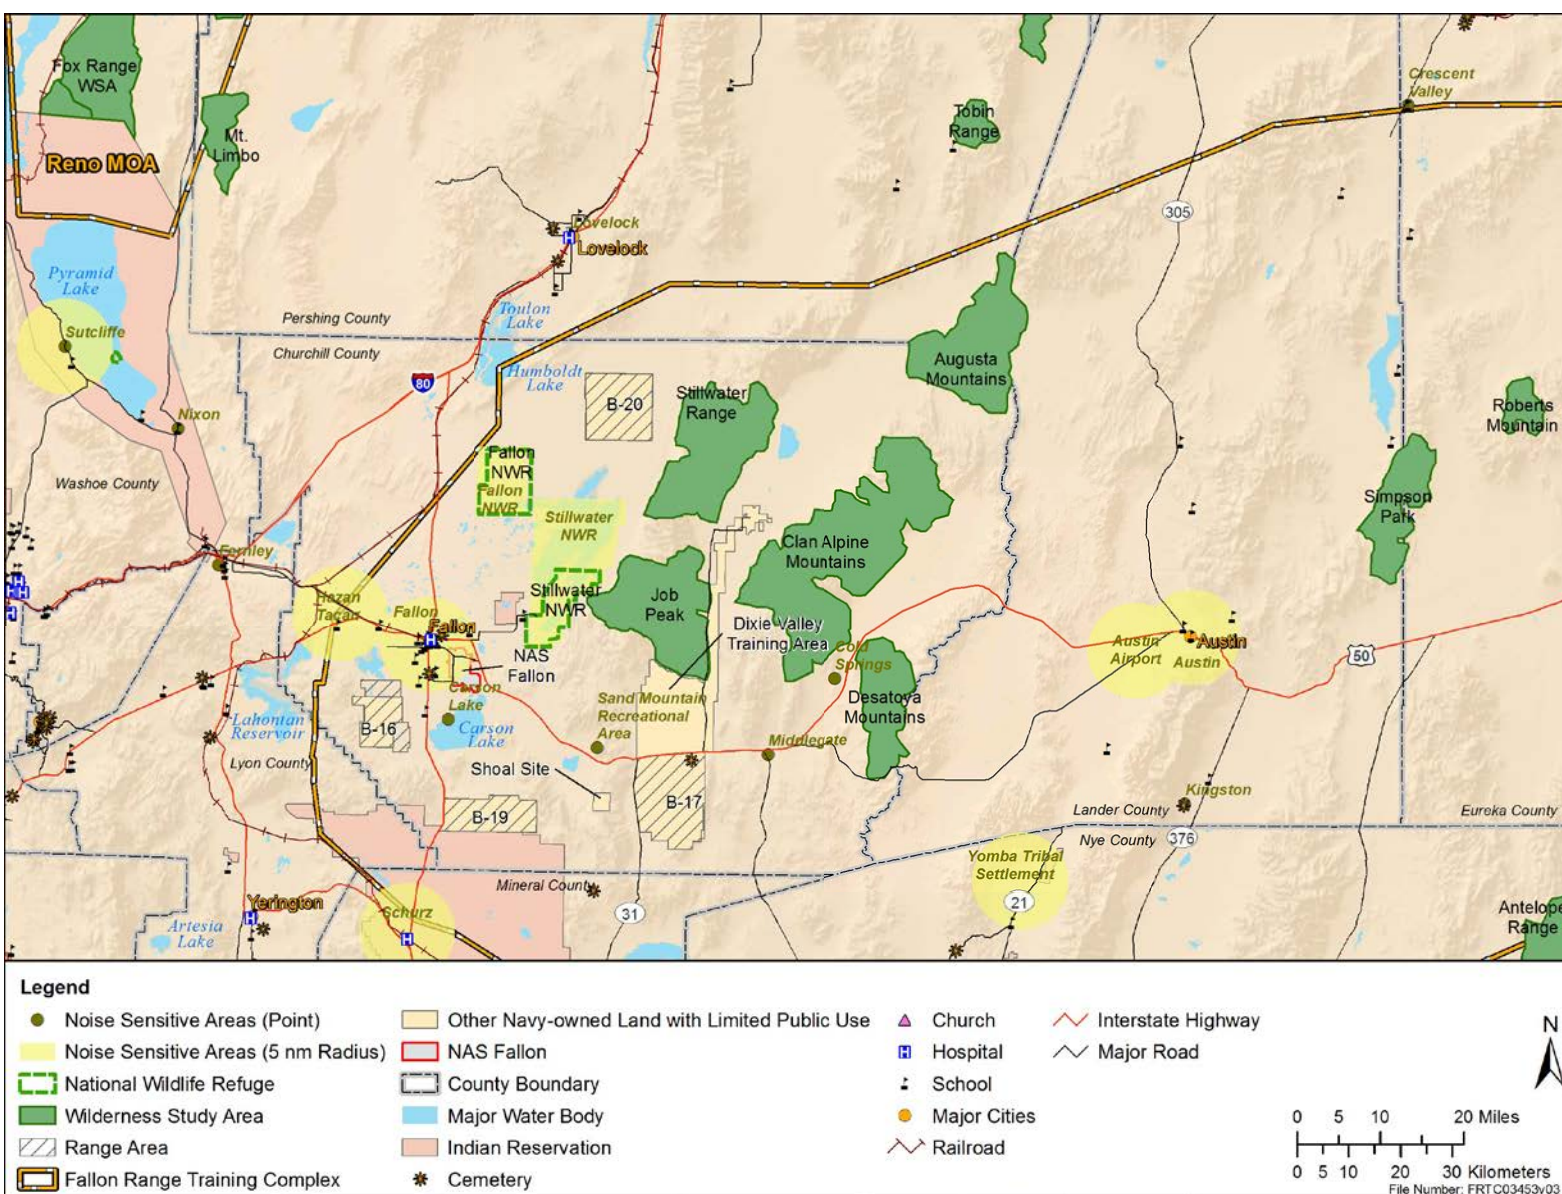 Fox Range
WSA
Mt.
Limbo
Reno MOA
Tobin
Range
Crescent
Valley
305
Lovelock
Lovelock
Pyramid
Lake
Toulon
Lake
Pershing County
Sutcliffe
Churchill County
Humboldt
Lake
80
Augusta
Mountains
B-20
Stillwater
Range
Roberts
Mountain
Nixon
Fallon
NWR
Fallon
NWR
Washoe County
Simpson
Park
Stillwater
NWR
Clan Alpine
Mountains
Fernley
Hazan
Tacan
Stillwater
NWR
Job
Peak
Fallon
Fallon
Dixie Valley
Training Area
Austin
Airport
Austin
Austin
50
NAS
Fallon
Cold
Springs
Carson
Lake
Sand Mountain
Recreational
Area
Desatoya
Mountains
Lahontan
Reservoir
B-16
Carson
Lake
Middlegate
Lyon County
Shoal Site
B-17
Kingston
B-19
Lander County
Eureka County
Nye County
376
Yomba Tribal
Settlement
Mineral County
21
Yerington
Schurz
31
Artesia
Lake
Antelope
Range
Legend
Noise Sensitive Areas (Point)
Noise Sensitive Areas (5 nm Radius)
National Wildlife Refuge
Wilderness Study Area
Range Area
Fallon Range Training Complex
Other Navy-owned Land with Limited Public Use
NAS Fallon
County Boundary
Major Water Body
Indian Reservation
Cemetery
Church
Hospital
School
Major Cities
Railroad
Interstate Highway
Major Road
N
0 5 10 20 Miles
0 5 10 20 30 Kilometers
File Number: FRTC03453v03